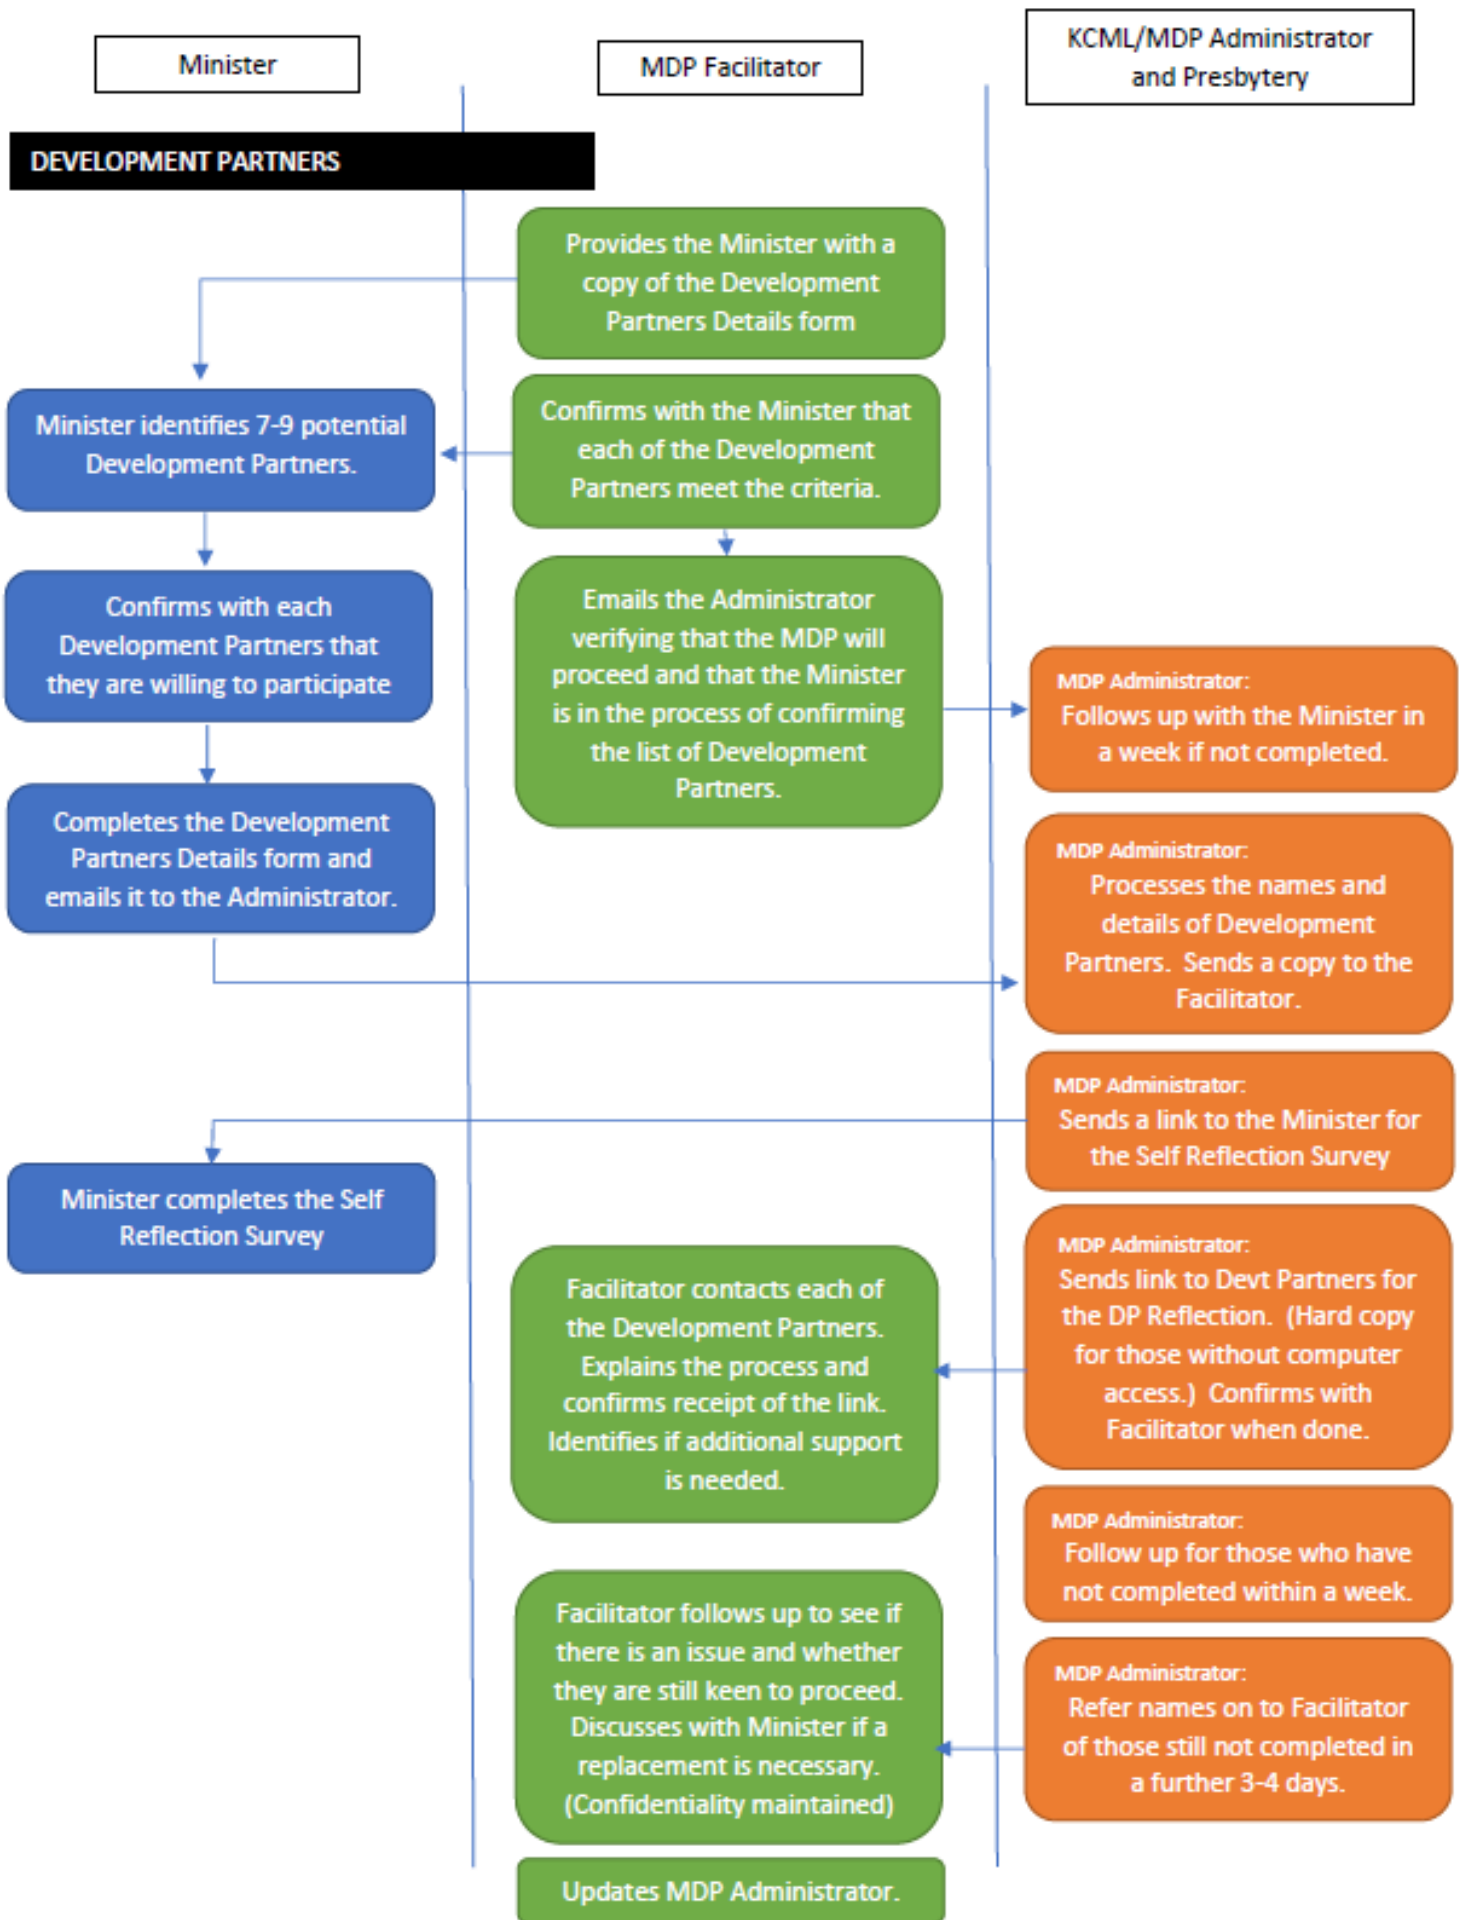 Minister
MDP Facilitator
KCML/MDP Administrator
and Presbytery
DEVELOPMENT PARTNERS
Provides the Minister with a
copy of the Development
Partners Details form
Minister identifies 7-9 potential
Development Partners.
Confirms with the Minister that
each of the Development
Partners meet the criteria.
Confirms with each
Development Partners that
they are willing to participate
Emails the Administrator
verifying that the MDP will
proceed and that the Minister
is in the process of confirming
the list of Development
Partners.
MDP Administrator:
Follows up with the Minister in
a week if not completed.
Completes the Development
Partners Details form and
emails it to the Administrator.
MDP Administrator:
Processes the names and
details of Development
Partners. Sends a copy to the
Facilitator.
MDP Administrator:
Sends a link to the Minister for
the Self Reflection Survey
Minister completes the Self
Reflection Survey
MDP Administrator:
Sends link to Devt Partners for
the DP Reflection. (Hard copy
for those without computer
access.) Confirms with
Facilitator when done.
Facilitator contacts each of
the Development Partners.
Explains the process and
confirms receipt of the link.
Identifies if additional support
is needed.
MDP Administrator:
Follow up for those who have
not completed within a week.
MDP Administrator:
Refer names on to Facilitator
of those still not completed in
a further 3-4 days.
Facilitator follows up to see if
there is an issue and whether
they are still keen to proceed.
Discusses with Minister if a
replacement is necessary.
(Confidentiality maintained)
Updates MDP Administrator.